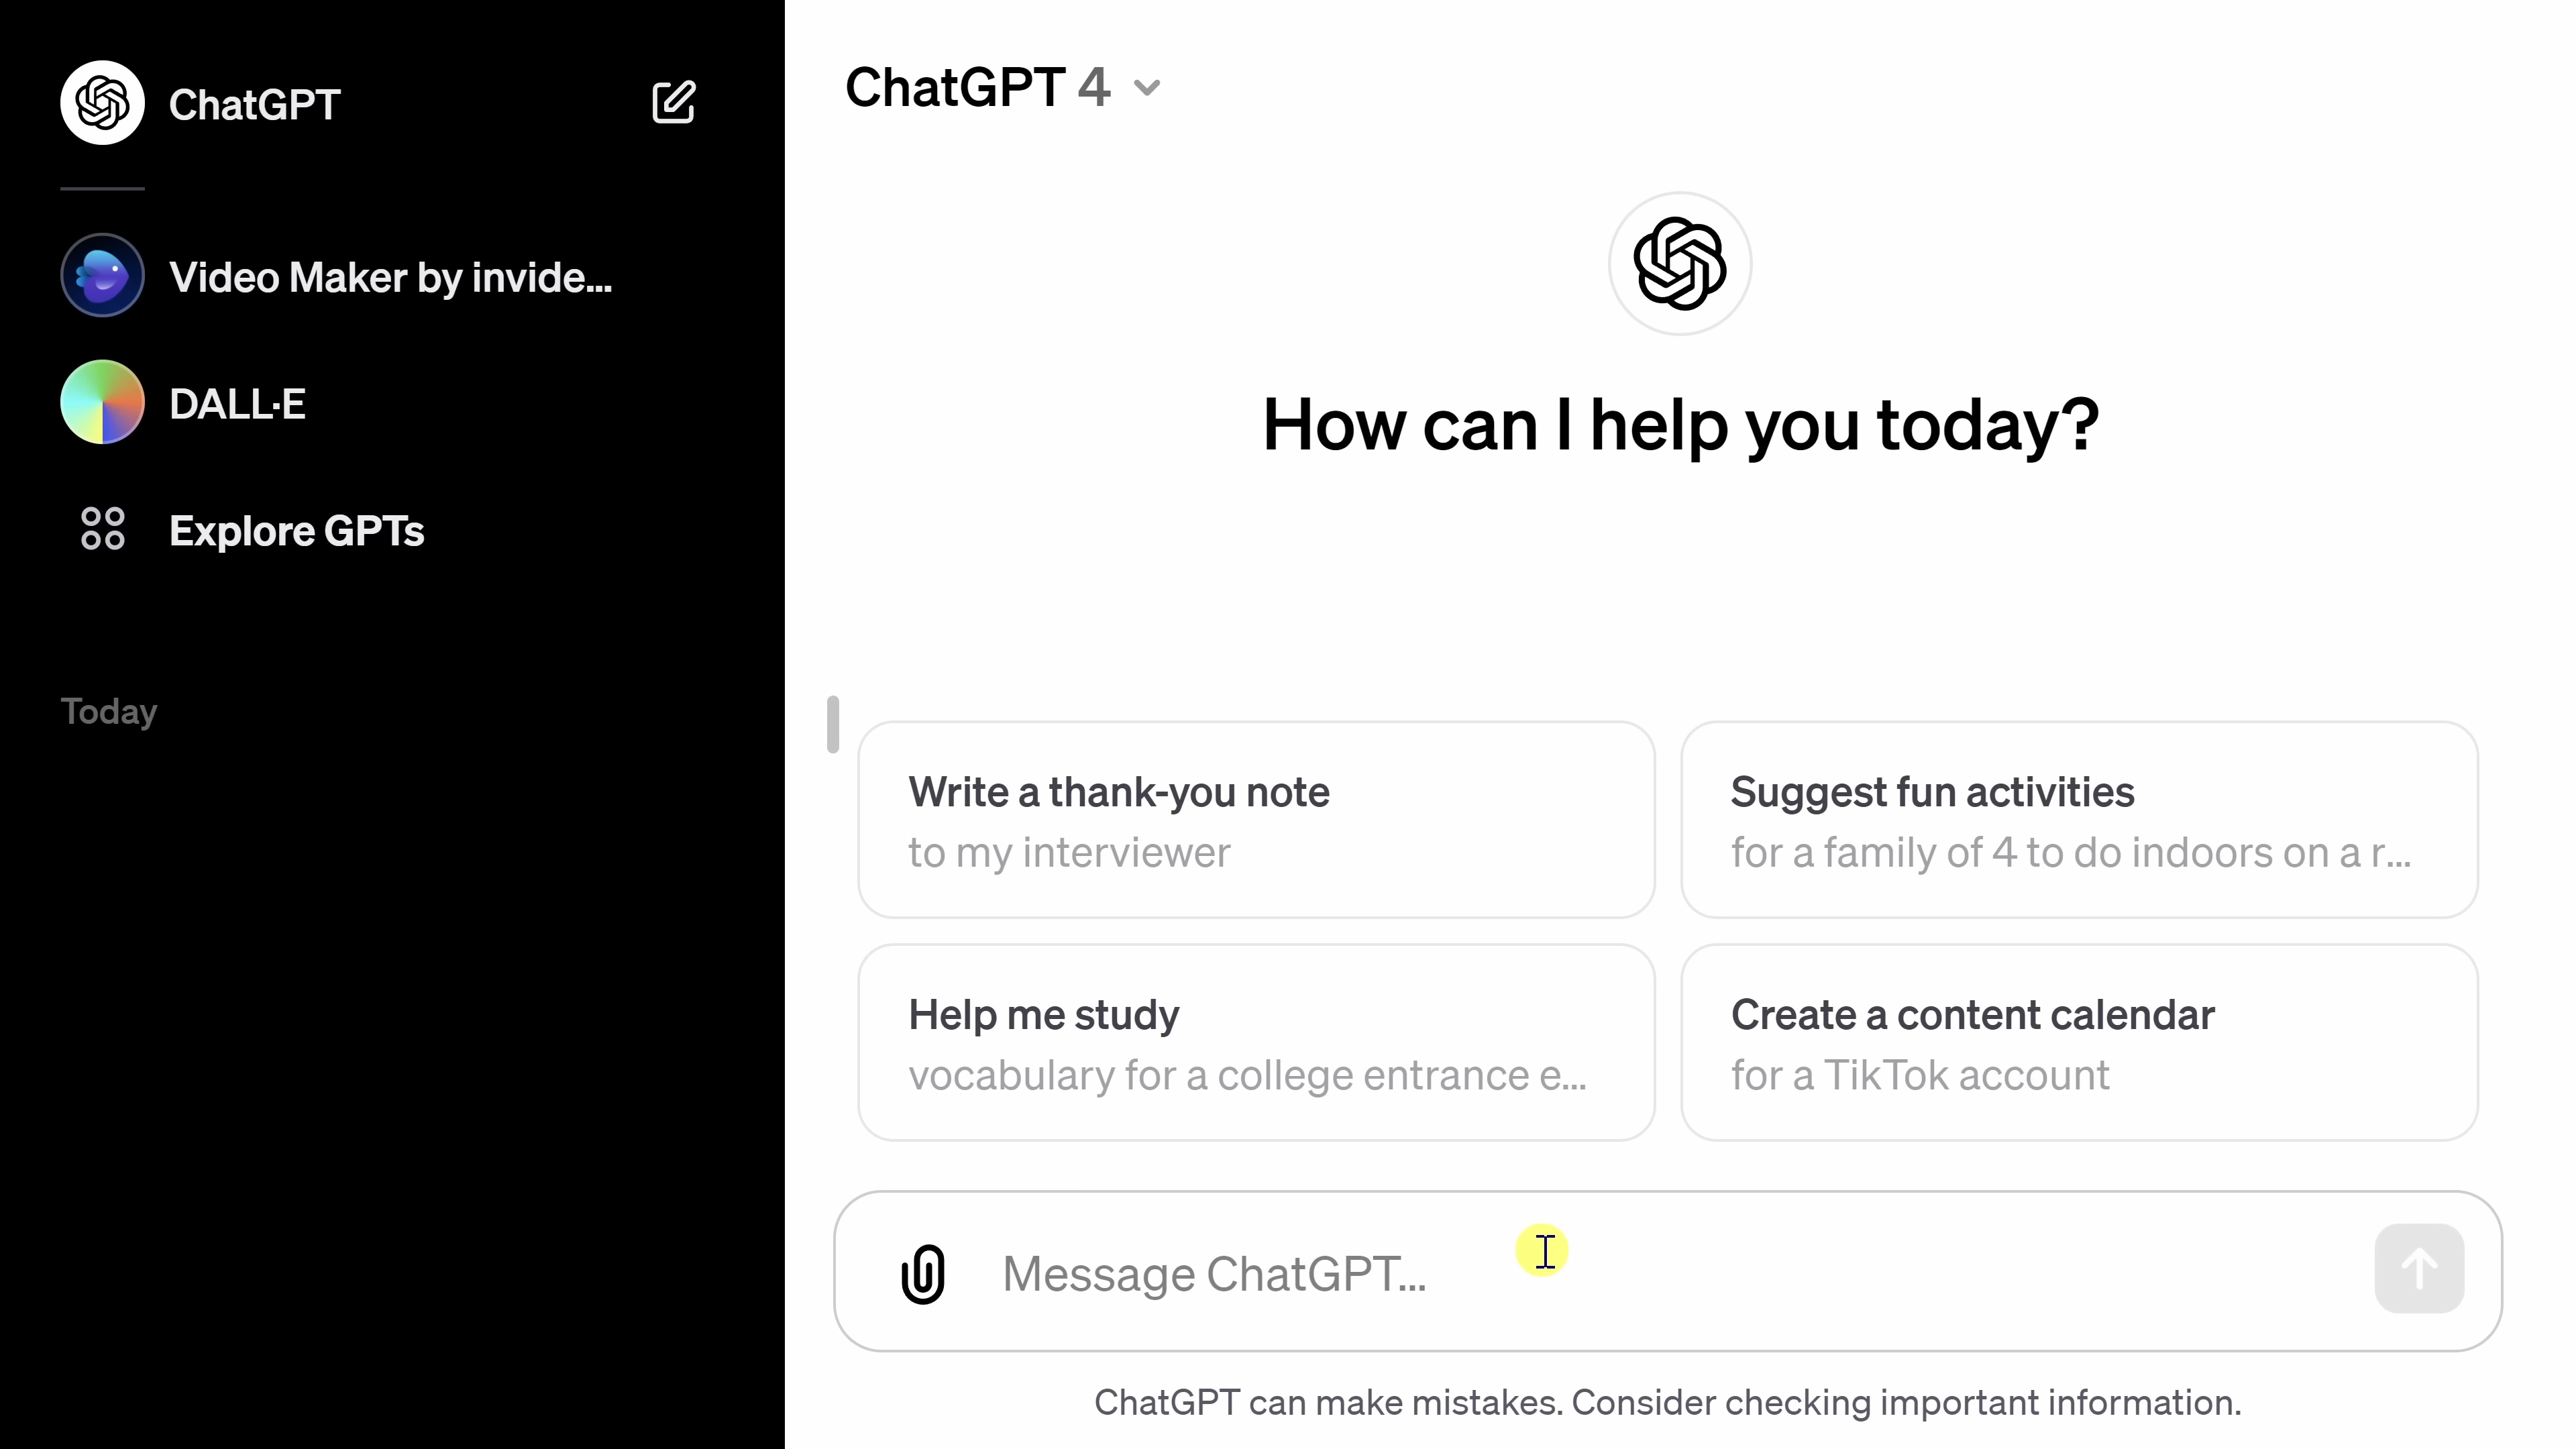 ChatGPT
Video Maker by invide...
DALL·E
Explore GPTs
Today
ChatGPT 4
How can I help you today?
Write a thank-you note
to my interviewer
Suggest fun activities
for a family of 4 to do indoors on a r...
Help me study
vocabulary for a college entrance e...
Create a content calendar
for a TikTok account
Message ChatGPT...
ChatGPT can make mistakes. Consider checking important information.